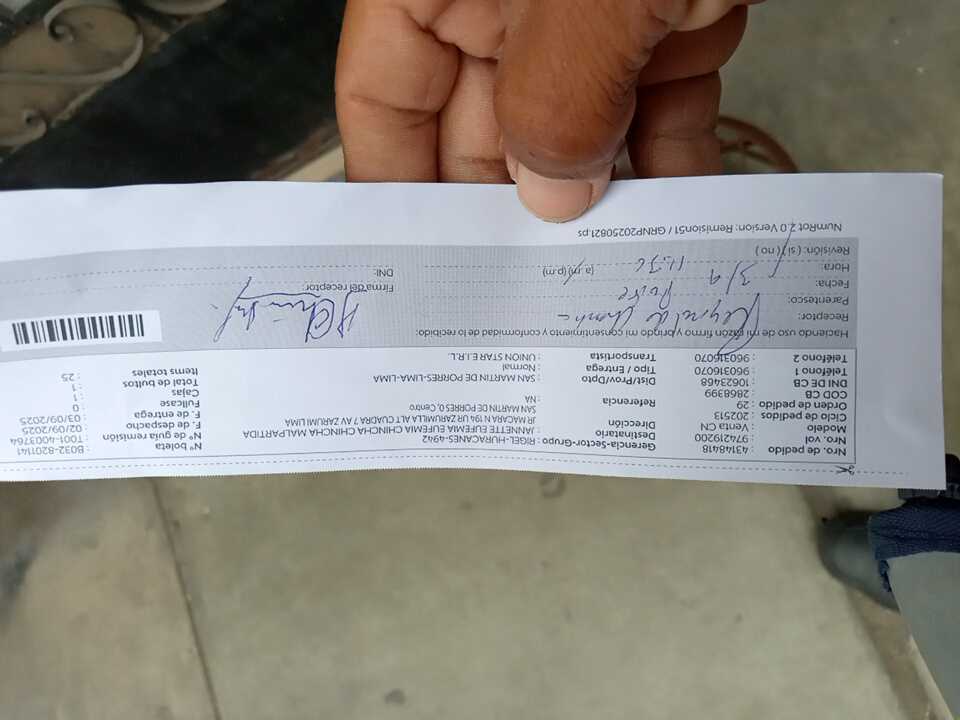 Nro. de pedido : 43148418 Gerencia-Sector-Grupo : RIGEL-HURACANES-4942 Nº boleta : B032-8201141
Nro. vol : 974219200 Destinatario : JANNETTE EUFEMIA EUFEMIA CHINCHA CHINCHA MALPARTIDA Nº de guía remisión : T001-4003764
Modelo : Venta CN Dirección : JR MACARA N 194 URB ZARUMILLA ALT CUADRA 7 AV ZARUMI LIMA F. de despacho : 02/09/2025
Ciclo pedidos : 202513 SAN MARTIN DE PORRES,0, Centro F. de entrega : 03/09/2025
Orden de pedido : 29 Referencia : NA Fullcase : 0
COD CB : 2868399 Dist/Prov/Dpto : SAN MARTIN DE PORRES-LIMA-LIMA Cajas : 1
DNI DE CB : 10623468 Tipo Entrega : Normal Total de bultos : 1
Teléfono 1 : 960316070 Transportista : UNION STAR E.I.R.L. Items totales : 25
Teléfono 2 : 960316070
Haciendo uso de mi razón firmo y brindo mi consentimiento y conformidad de lo recibido:
Receptor:
Parentesco:
Fecha: 3/9
Hora: (a.m) (p.m) Firma del receptor:
Revisión: ( si ) ( no ) DNI:
NumRot 2.0 Version: Remision51 / GRNP20250821.ps